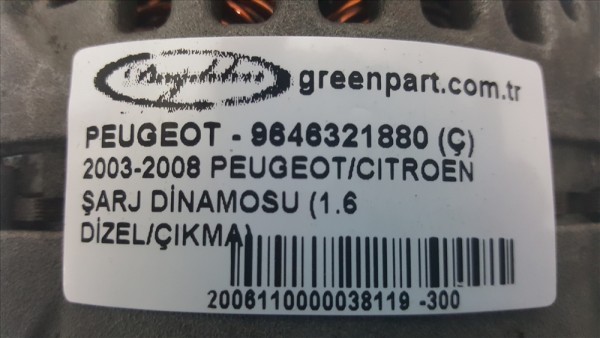 greenpart.com.tr
PEUGEOT - 9646321880 (Ç)
2003-2008 PEUGEOT/CITROEN
ŞARJ DİNAMOSU (1.6
DİZEL/ÇIKMA)
2006110000038119 -300